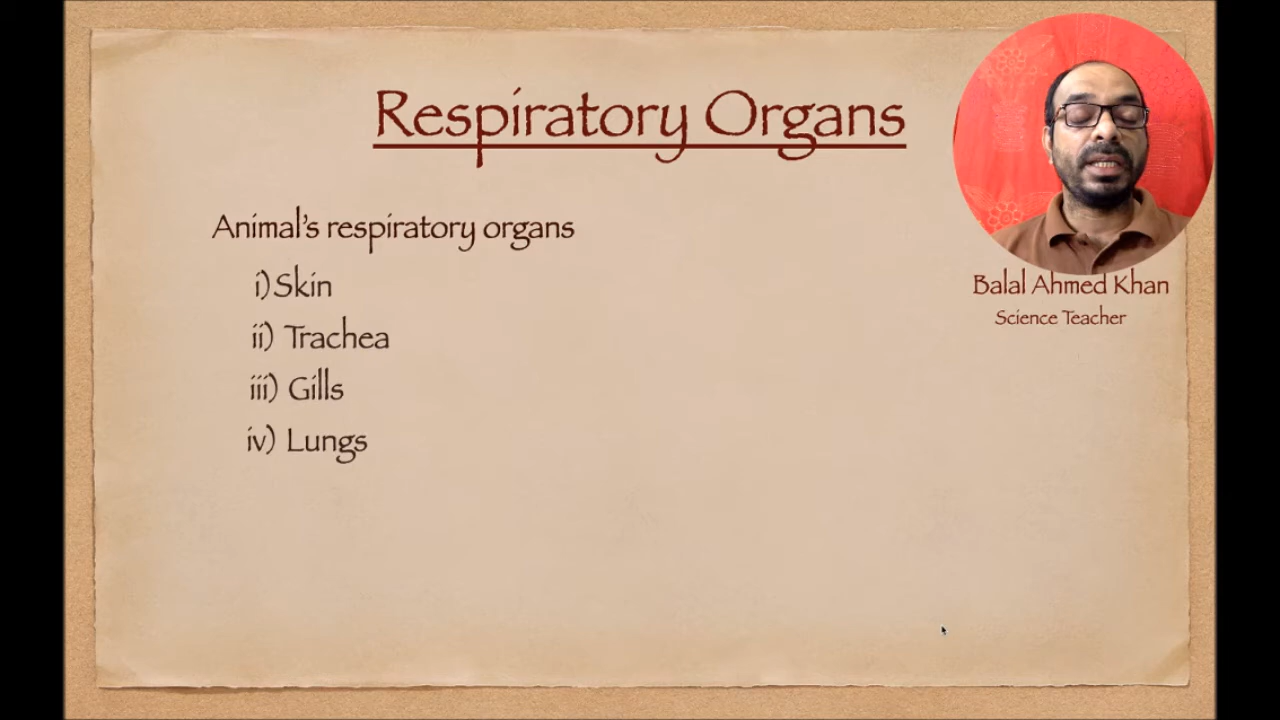 Respiratory Organs
Animal's respiratory organs
i) Skin
ii) Trachea
iii) Gills
iv) Lungs
Balal Ahmed Khan
Science Teacher